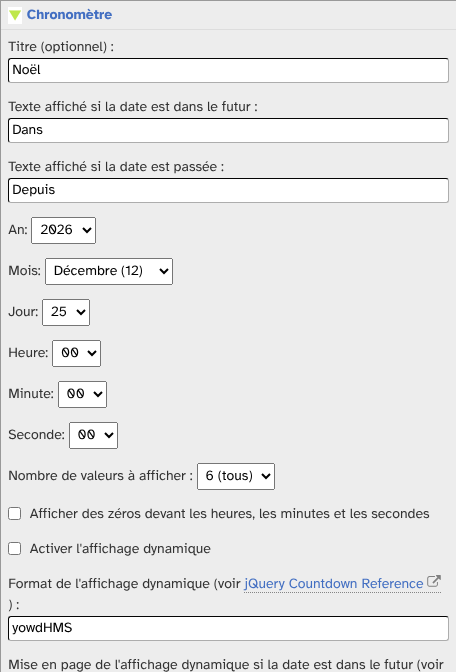 Chronomètre
Titre (optionnel) :
Noël
Texte affiché si la date est dans le futur :
Dans
Texte affiché si la date est passée :
Depuis
An: 2026
Mois: Décembre (12)
Jour: 25
Heure: 00
Minute: 00
Seconde: 00
Nombre de valeurs à afficher : 6 (tous)
Afficher des zéros devant les heures, les minutes et les secondes
Activer l'affichage dynamique
Format de l'affichage dynamique (voir jQuery Countdown Reference
) :
yowdHMS
Mise en page de l'affichage dynamique si la date est dans le futur (voir